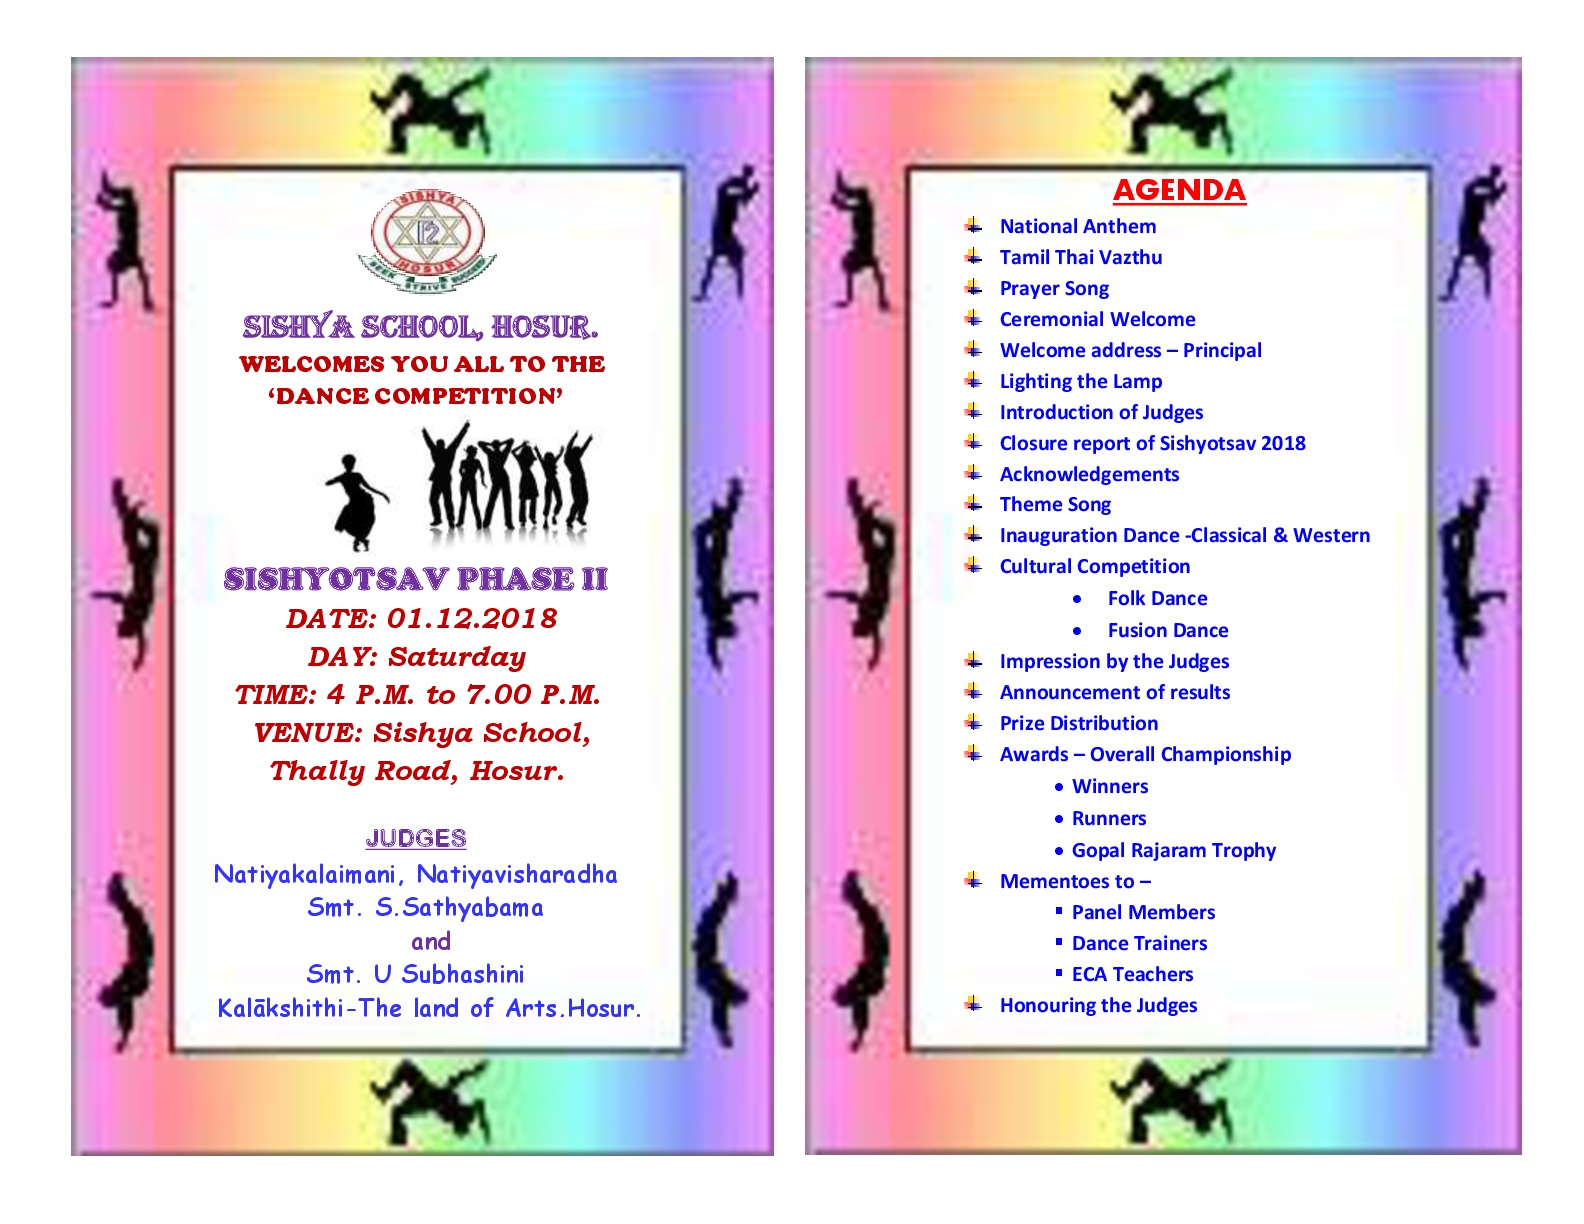 SISHYA
HOSUR
SEEK STRIVE SUCCEED
SISHYA SCHOOL, HOSUR.
WELCOMES YOU ALL TO THE
‘DANCE COMPETITION’
SISHYOTSAV PHASE II
DATE: 01.12.2018
DAY: Saturday
TIME: 4 P.M. to 7.00 P.M.
VENUE: Sishya School,
Thally Road, Hosur.
JUDGES
Natiyakalaimani, Natiyavisharadha
Smt. S.Sathyabama
and
Smt. U Subhashini
Kalākshithi-The land of Arts.Hosur.
AGENDA
National Anthem
Tamil Thai Vazthu
Prayer Song
Ceremonial Welcome
Welcome address – Principal
Lighting the Lamp
Introduction of Judges
Closure report of Sishyotsav 2018
Acknowledgements
Theme Song
Inauguration Dance -Classical & Western
Cultural Competition
• Folk Dance
• Fusion Dance
Impression by the Judges
Announcement of results
Prize Distribution
Awards – Overall Championship
• Winners
• Runners
• Gopal Rajaram Trophy
Mementoes to –
▪ Panel Members
▪ Dance Trainers
▪ ECA Teachers
Honouring the Judges